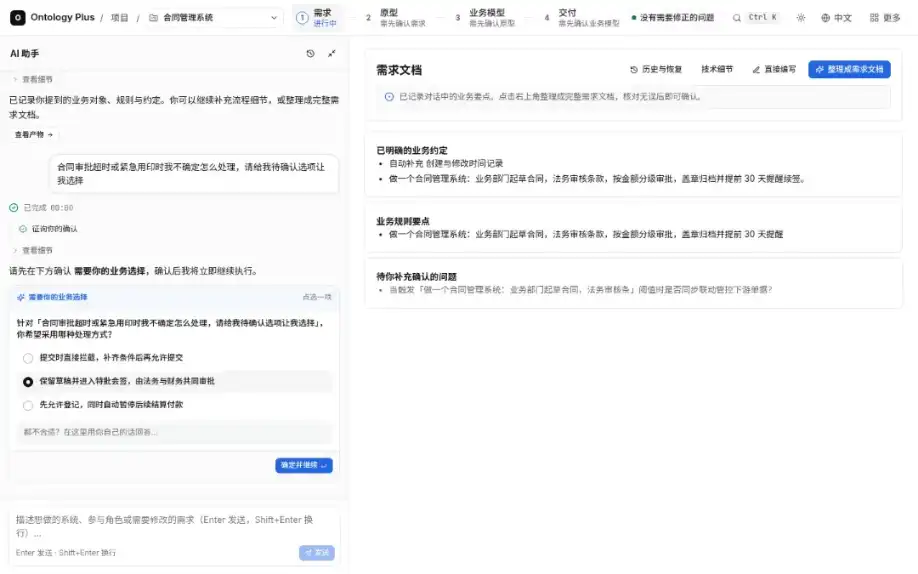 Ontology Plus / 项目 / 合同管理系统
1 需求 进行中
2 原型 需先确认需求
3 业务模型 需先确认原型
4 交付 需先确认业务模型
没有需要修正的问题
Ctrl K
中文
更多
AI 助手
查看细节
已记录你提到的业务对象、规则与约定。你可以继续补充流程细节，或整理成完整需
求文档。
查看产物 →
合同审批超时或紧急用印时我不确定怎么处理，请给我待确认选项让
我选择
已完成 00:00
征询你的确认
查看细节
请先在下方确认 需要你的业务选择，确认后我将立即继续执行。
需要你的业务选择
点选一项
针对「合同审批超时或紧急用印时我不确定怎么处理，请给我待确认选项让我选择」，
你希望采用哪种处理方式？
提交时直接拦截，补齐条件后再允许提交
保留草稿并进入特批会签，由法务与财务共同审批
先允许登记，同时自动暂停后续结算付款
都不合适？在这里用你自己的话回答...
确定并继续
描述想做的系统、参与角色或需要修改的需求（Enter 发送，Shift+Enter 换
行）...
Enter 发送 · Shift+Enter 换行
发送
需求文档
历史与恢复
技术细节
直接编写
整理成需求文档
已记录对话中的业务要点。点击右上角整理成完整需求文档，核对无误后即可确认。
已明确的业务约定
• 自动补充 创建与修改时间记录
• 做一个合同管理系统：业务部门起草合同，法务审核条款，按金额分级审批，盖章归档并提前 30 天提醒续签。
业务规则要点
• 做一个合同管理系统：业务部门起草合同，法务审核条款，按金额分级审批，盖章归档并提前 30 天提醒
待你补充确认的问题
• 当触发「做一个合同管理系统：业务部门起草合同，法务审核条」阈值时是否同步联动管控下游单据？